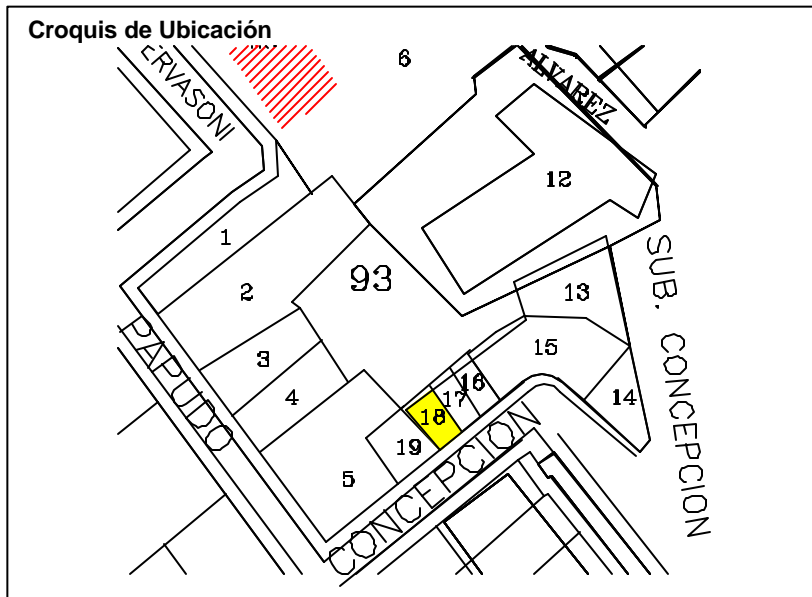 Croquis de Ubicación
6
ERVASONI
ALVAREZ
12
1
2
93
SUB. CONCEPCION
13
3
15
PAPUDO
4
16
17
14
18
19
5
CONCEPCION